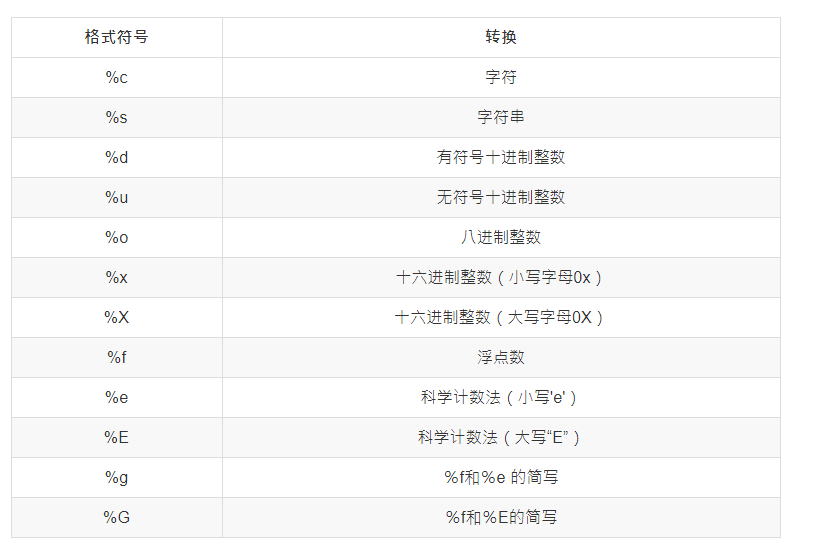 格式符号 转换
%c 字符
%s 字符串
%d 有符号十进制整数
%u 无符号十进制整数
%o 八进制整数
%x 十六进制整数（小写字母0x）
%X 十六进制整数（大写字母0X）
%f 浮点数
%e 科学计数法（小写'e'）
%E 科学计数法（大写“E”）
%g %f和%e 的简写
%G %f和%E的简写